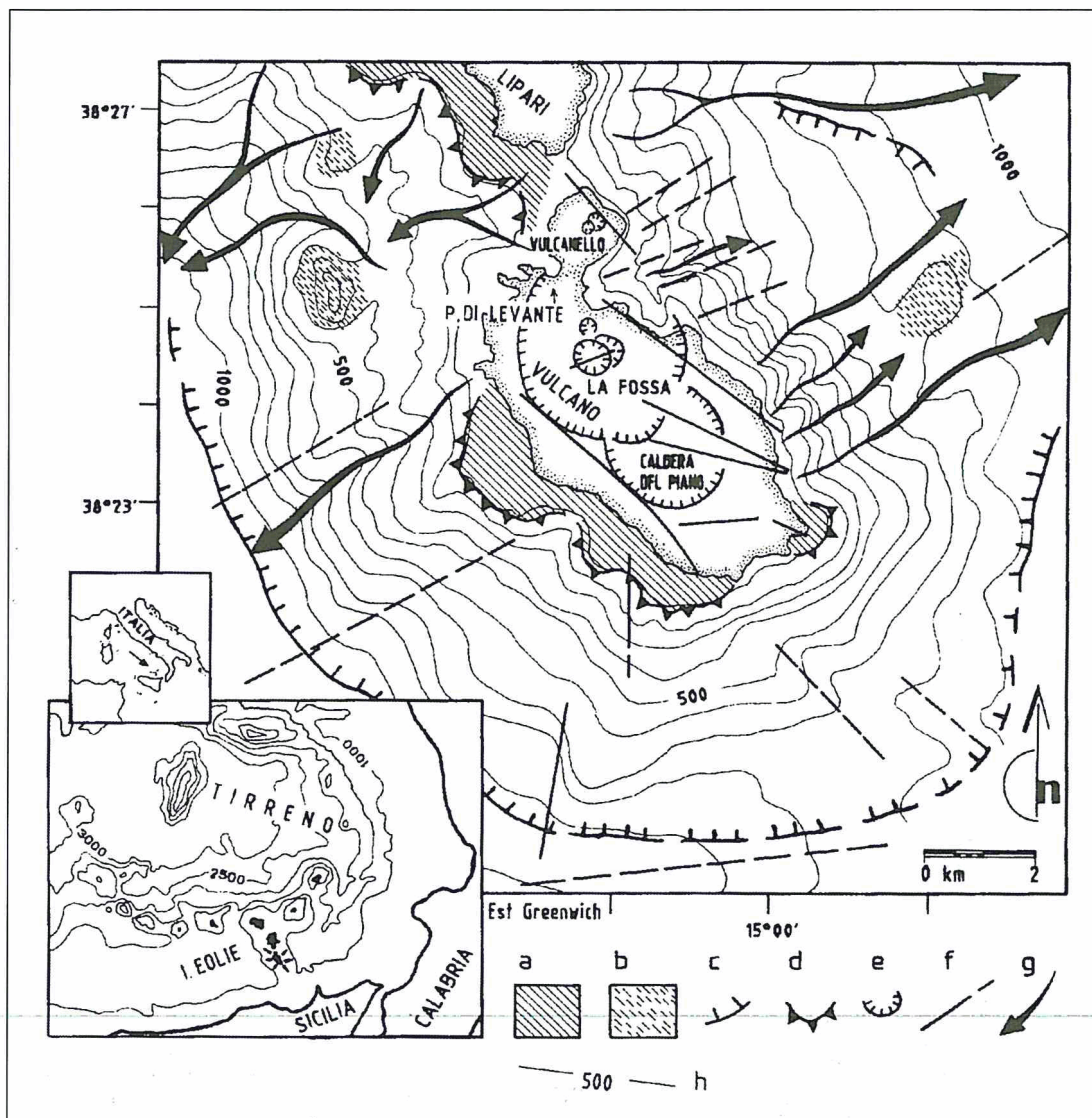 38°27'
LIPARI
1000
VULCANELLO
P. DI LEVANTE
500
1000
VULCANO
LA FOSSA
CALDERA
DEL PIANO
38°23'
ITALIA
500
n
0 km 2
TIRRENO
1000
3000
2500
I. EOLIE
SICILIA
CALABRIA
Est Greenwich
15°00'
a b c d e f g
500 h